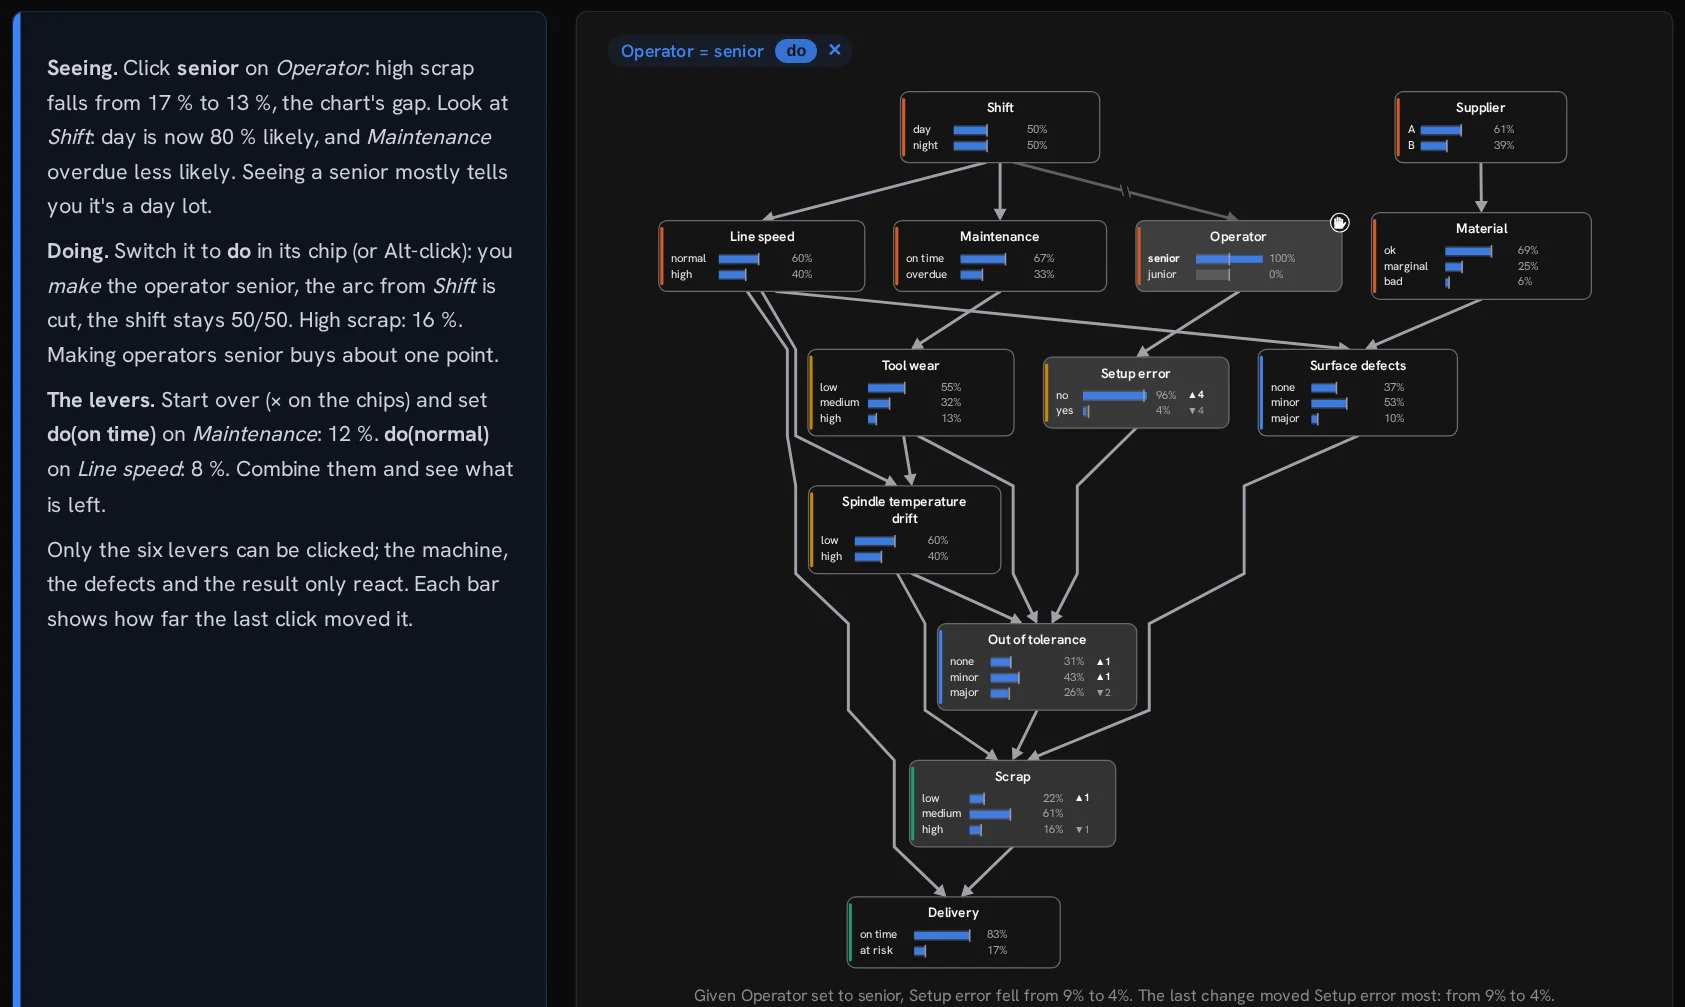 Seeing. Click senior on Operator: high scrap
falls from 17 % to 13 %, the chart's gap. Look at
Shift: day is now 80 % likely, and Maintenance
overdue less likely. Seeing a senior mostly tells
you it's a day lot.
Doing. Switch it to do in its chip (or Alt-click): you
make the operator senior, the arc from Shift is
cut, the shift stays 50/50. High scrap: 16 %.
Making operators senior buys about one point.
The levers. Start over (× on the chips) and set
do(on time) on Maintenance: 12 %. do(normal)
on Line speed: 8 %. Combine them and see what
is left.
Only the six levers can be clicked; the machine,
the defects and the result only react. Each bar
shows how far the last click moved it.
Operator = senior do ✕
Shift
day 50%
night 50%
Supplier
A 61%
B 39%
Line speed
normal 60%
high 40%
Maintenance
on time 67%
overdue 33%
Operator
senior 100%
junior 0%
Material
ok 69%
marginal 25%
bad 6%
Tool wear
low 55%
medium 32%
high 13%
Setup error
no 96% ▲4
yes 4% ▼4
Surface defects
none 37%
minor 53%
major 10%
Spindle temperature
drift
low 60%
high 40%
Out of tolerance
none 31% ▲1
minor 43% ▲1
major 26% ▼2
Scrap
low 22% ▲1
medium 61%
high 16% ▼1
Delivery
on time 83%
at risk 17%
Given Operator set to senior, Setup error fell from 9% to 4%. The last change moved Setup error most: from 9% to 4%.